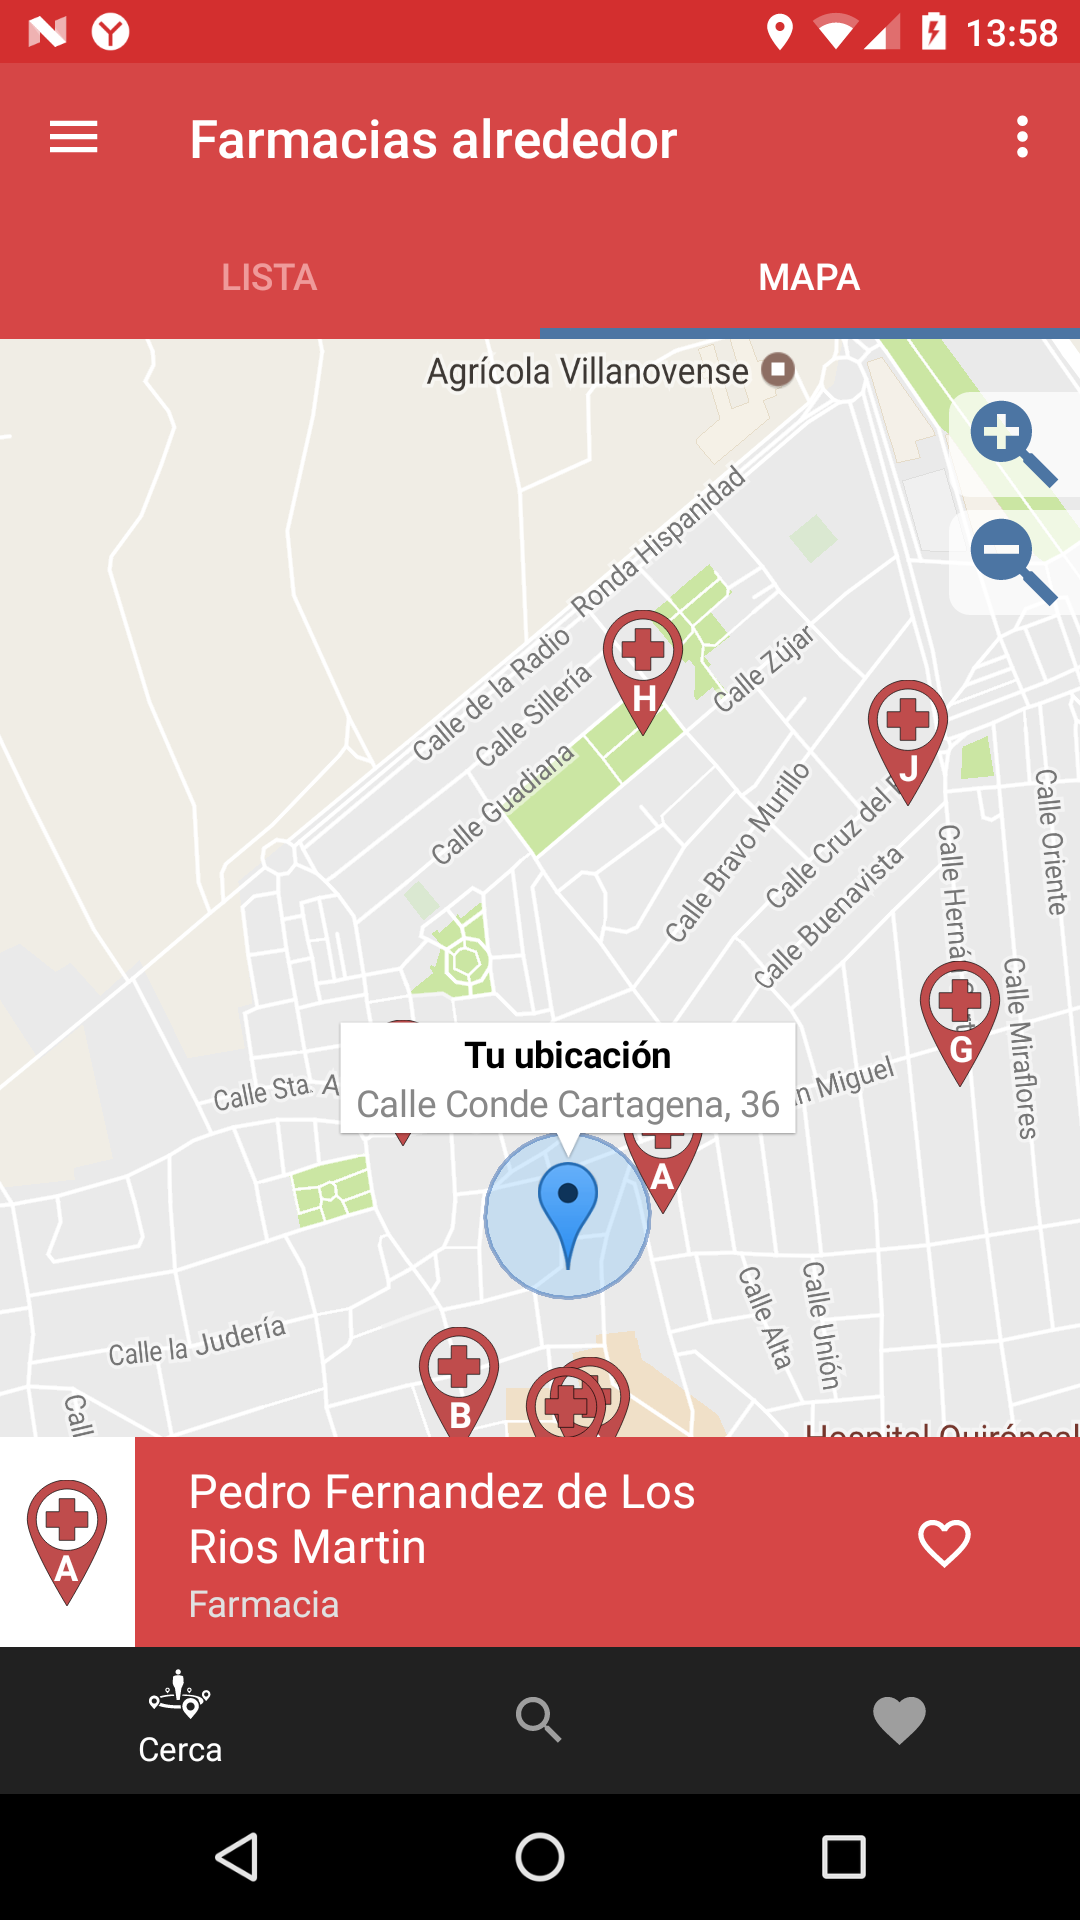 13:58
Farmacias alrededor
LISTA
MAPA
Agrícola Villanovense
Ronda Hispanidad
Calle de la Radio
Calle Sillería
Calle Guadiana
H
Calle Zújar
J
Calle Bravo Murillo
Calle Cruz del
Calle Buenavista
Calle Oriente
Calle Miraflores
G
Tu ubicación
Calle Conde Cartagena, 36
Calle Sta. A
Miguel
A
Calle la Judería
Calle Alta
Calle Unión
B
Call
Pedro Fernandez de Los
Rios Martin
Farmacia
A
Cerca